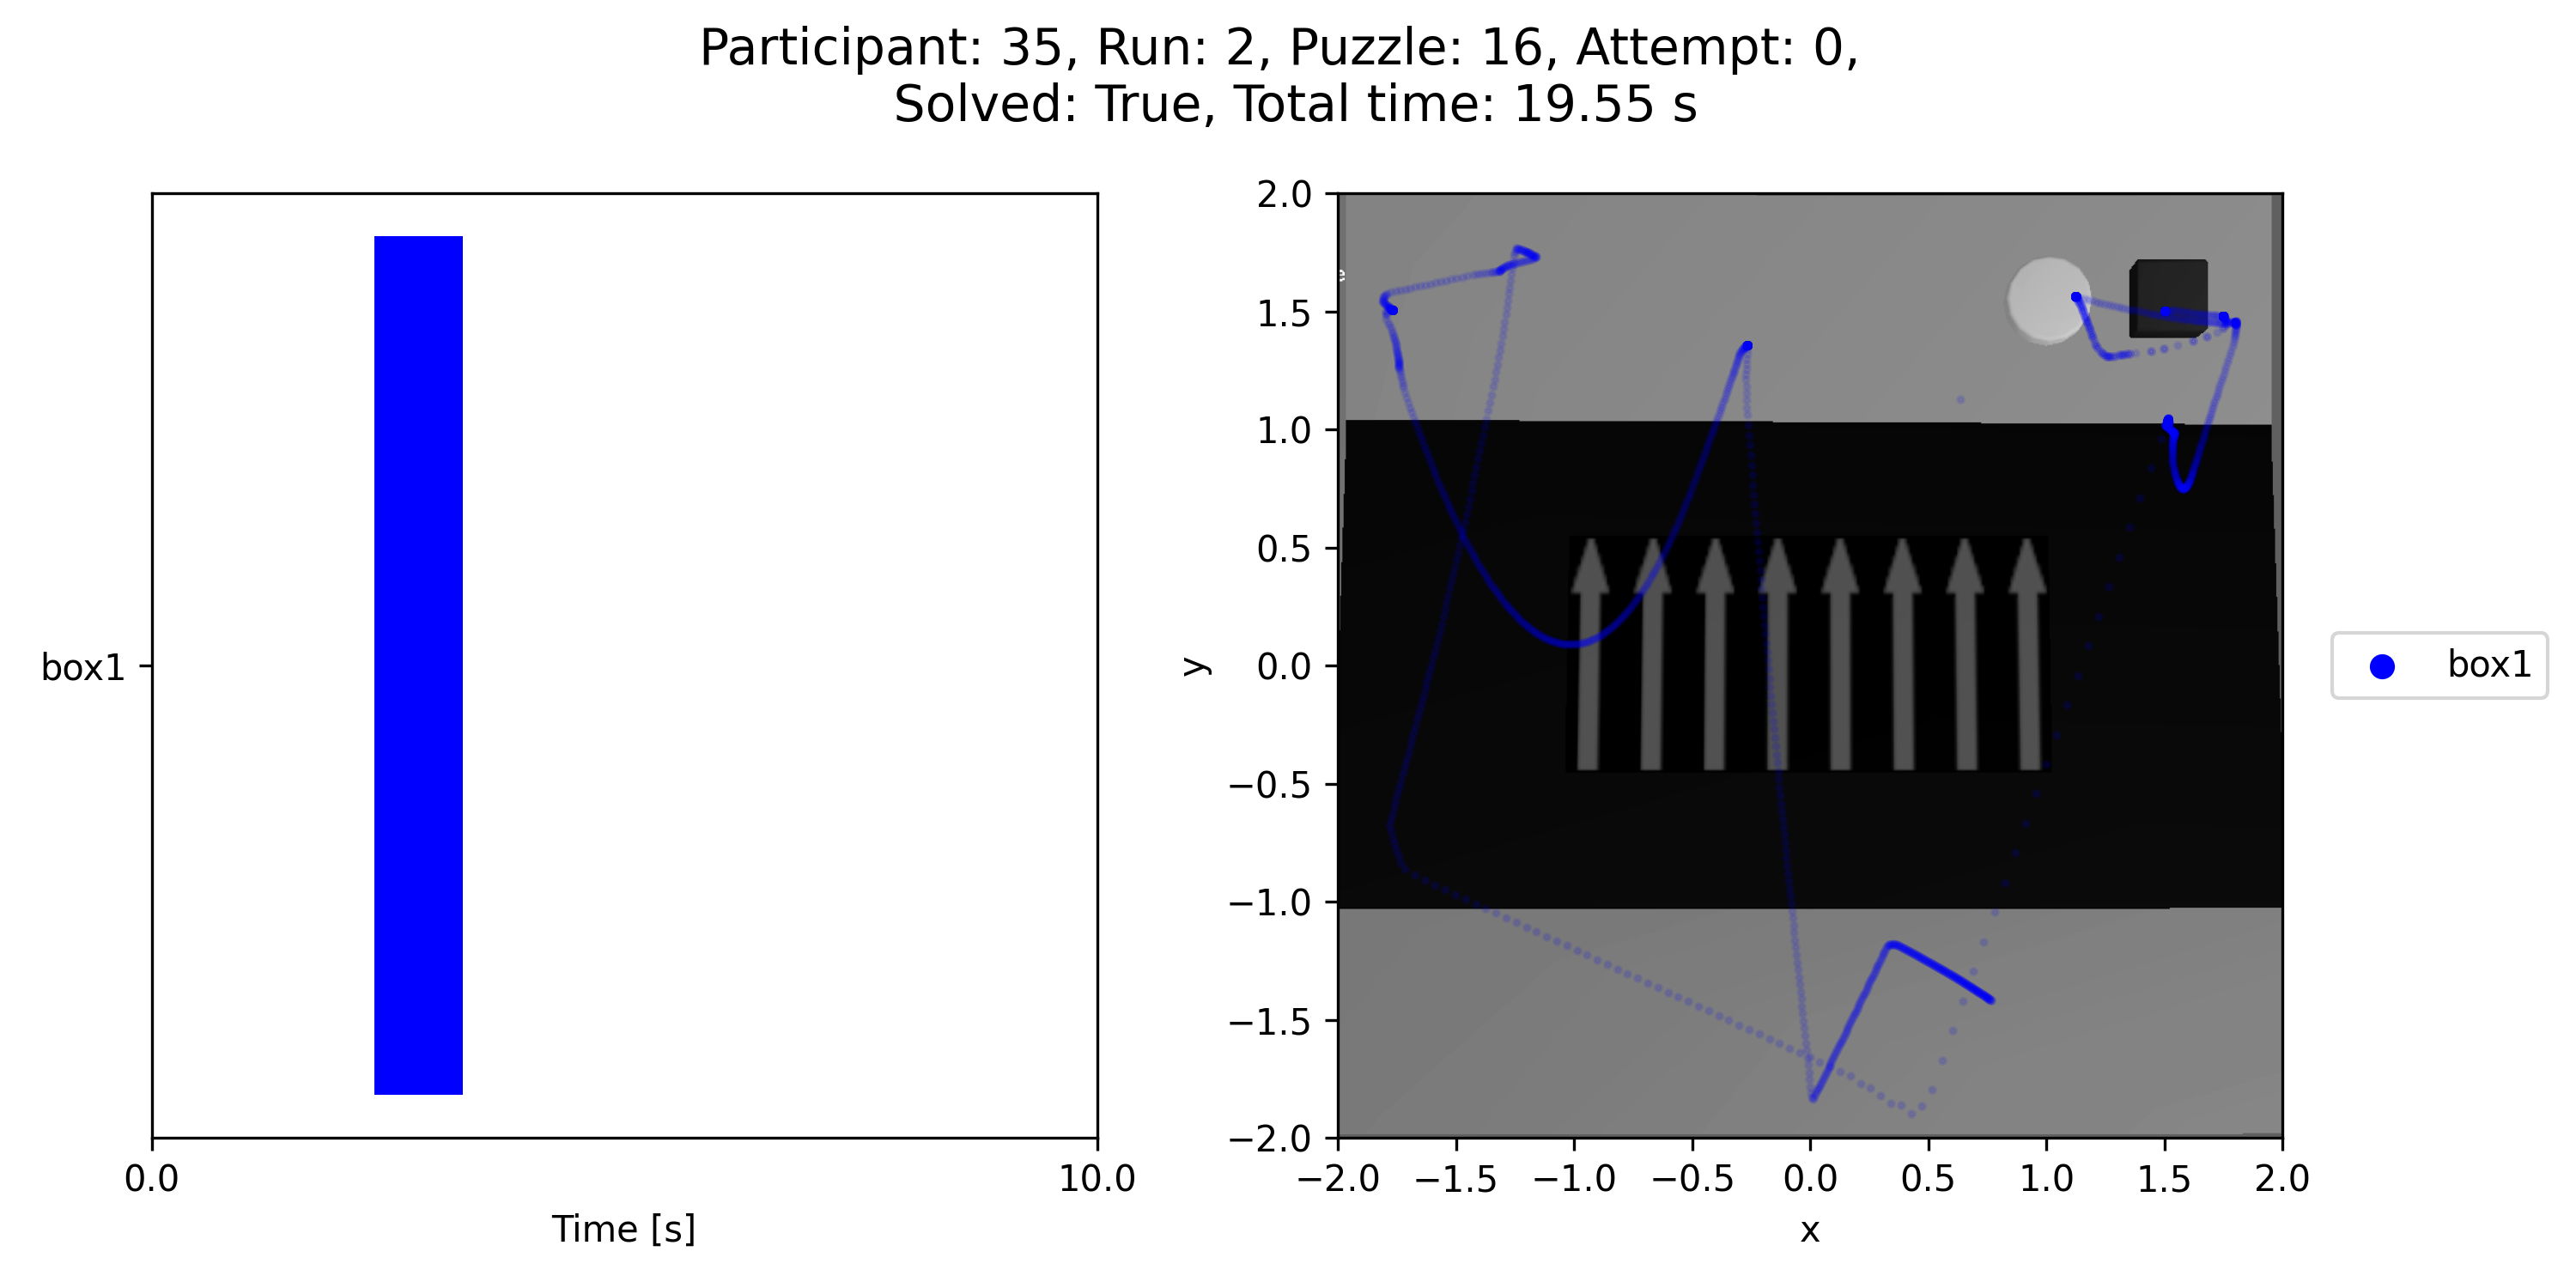 Participant: 35, Run: 2, Puzzle: 16, Attempt: 0,
Solved: True, Total time: 19.55 s
box1
0.0
10.0
Time [s]
2.0
1.5
1.0
0.5
0.0
−0.5
−1.0
−1.5
−2.0
y
−2.0 −1.5 −1.0 −0.5 0.0 0.5 1.0 1.5 2.0
x
e
box1